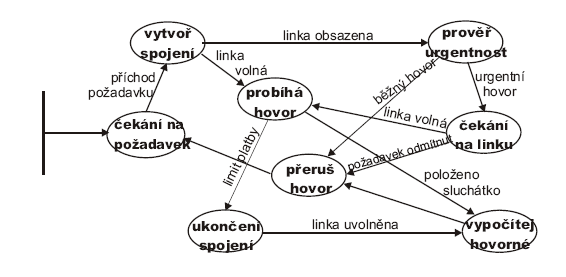 vytvoř
spojení
linka obsazena
prověř
urgentnost
linka
volná
příchod
požadavku
probíhá
hovor
běžný hovor
urgentní
hovor
čekání na
požadavek
linka volná
čekání
na linku
limit platby
přeruš
hovor
požadavek odmítnut
položeno
sluchátko
ukončení
spojení
linka uvolněna
vypočítej
hovorné